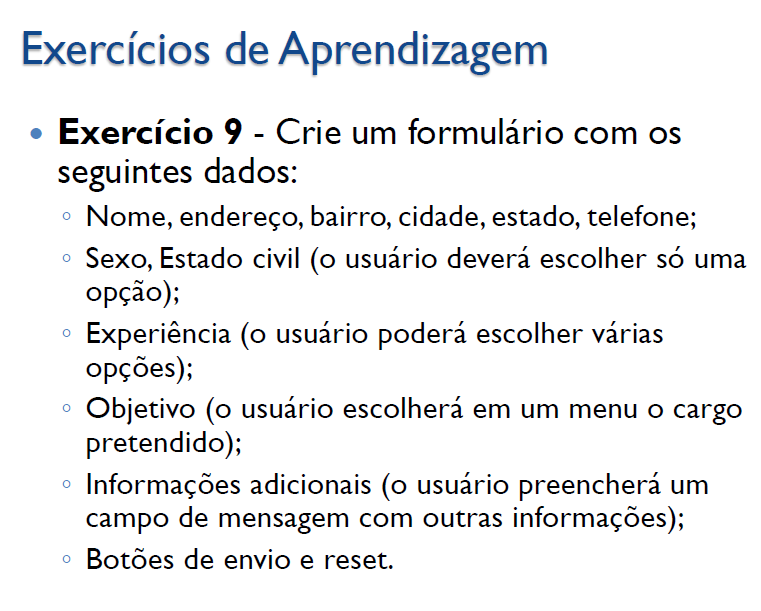 Exercícios de Aprendizagem
• Exercício 9 - Crie um formulário com os
seguintes dados:
◦ Nome, endereço, bairro, cidade, estado, telefone;
◦ Sexo, Estado civil (o usuário deverá escolher só uma
opção);
◦ Experiência (o usuário poderá escolher várias
opções);
◦ Objetivo (o usuário escolherá em um menu o cargo
pretendido);
◦ Informações adicionais (o usuário preencherá um
campo de mensagem com outras informações);
◦ Botões de envio e reset.